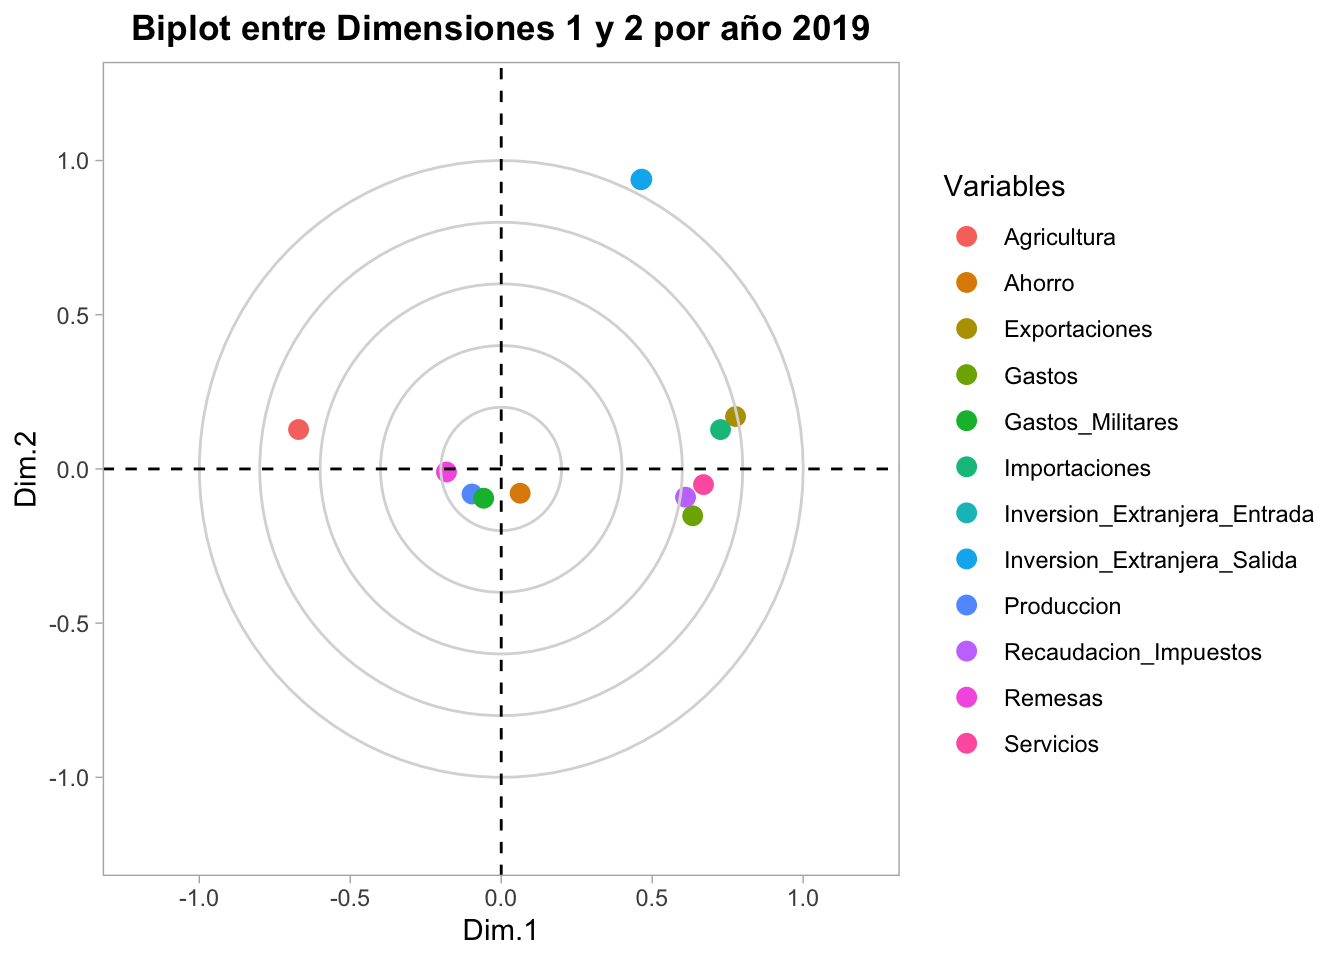 Biplot entre Dimensiones 1 y 2 por año 2019
1.0
0.5
0.0
-0.5
-1.0
Dim.2
-1.0
-0.5
0.0
0.5
1.0
Dim.1
Variables
Agricultura
Ahorro
Exportaciones
Gastos
Gastos_Militares
Importaciones
Inversion_Extranjera_Entrada
Inversion_Extranjera_Salida
Produccion
Recaudacion_Impuestos
Remesas
Servicios